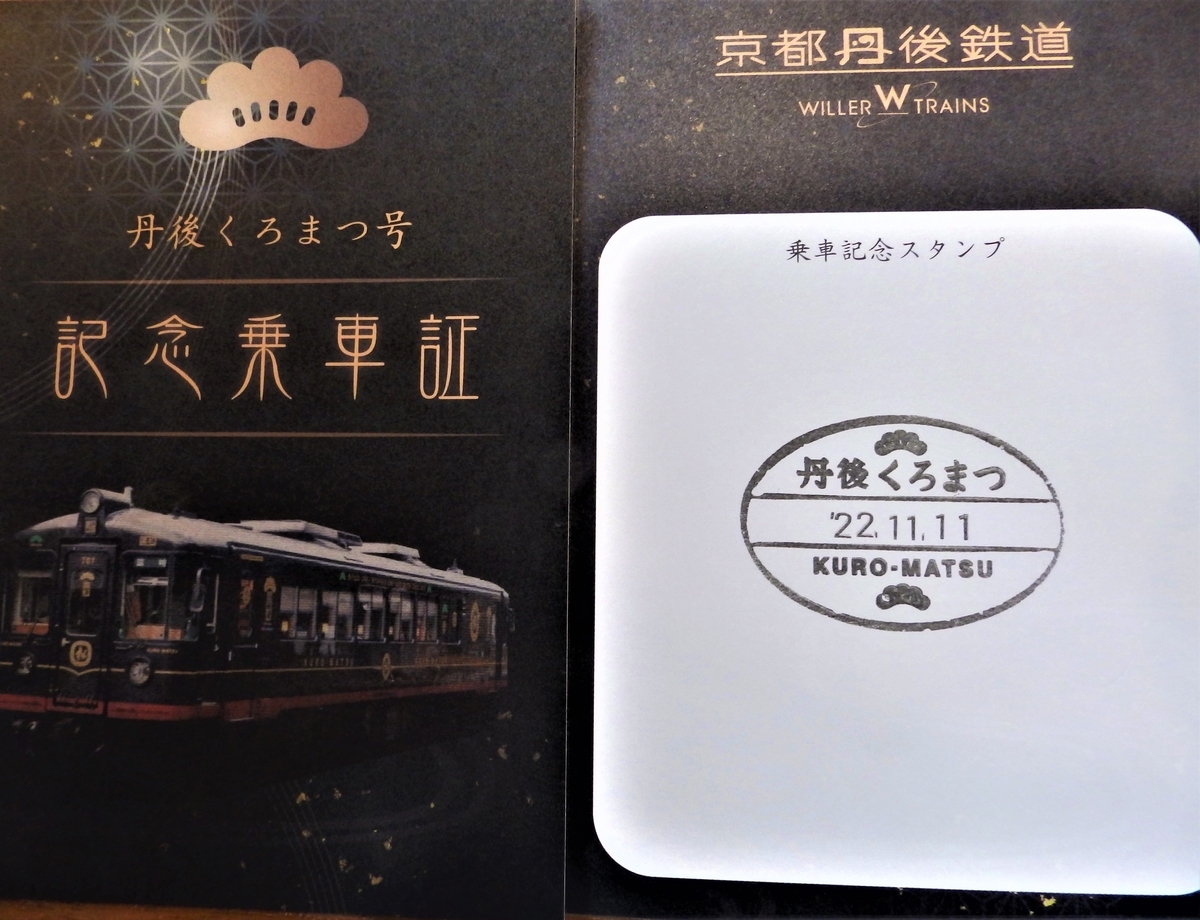 丹後くろまつ号
記念乗車証
KURO-MATSU
京都丹後鉄道
WILLER TRAINS
乗車記念スタンプ
丹後くろまつ
'22.11.11
KURO-MATSU